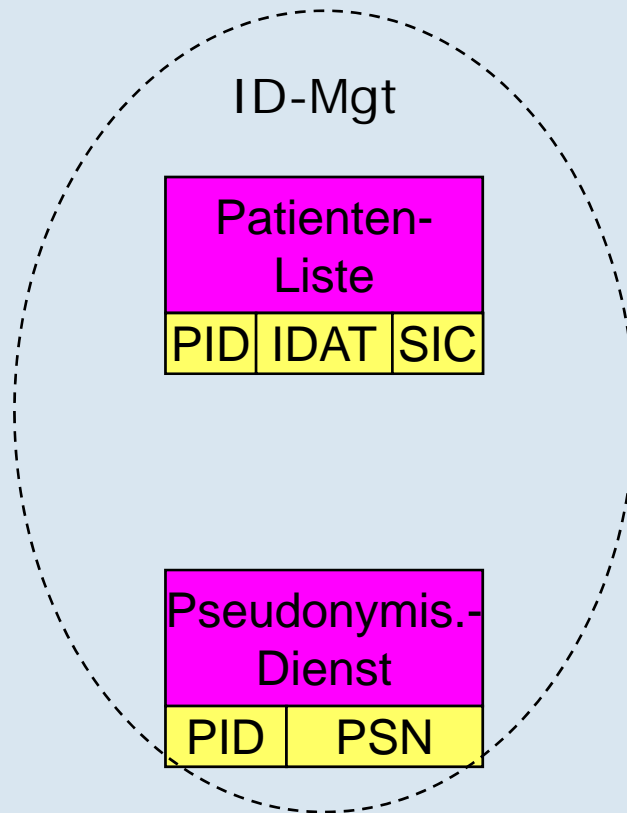 ID-Mgt
Patienten-
Liste
PID IDAT SIC
Pseudonymis.-
Dienst
PID PSN